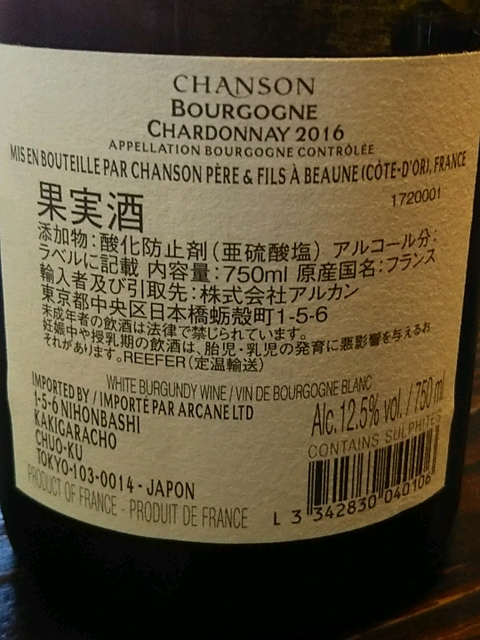 CHANSON
BOURGOGNE
CHARDONNAY 2016
APPELLATION BOURGOGNE CONTRÔLÉE
MIS EN BOUTEILLE PAR CHANSON PÈRE & FILS À BEAUNE (CÔTE-D'OR), FRANCE
1720001
果実酒
添加物:酸化防止剤(亜硫酸塩) アルコール分:
ラベルに記載 内容量:750ml 原産国名:フランス
輸入者及び引取先:株式会社アルカン
東京都中央区日本橋蛎殻町1-5-6
未成年者の飲酒は法律で禁じられています。
妊娠中や授乳期の飲酒は、胎児・乳児の発育に悪影響を与えるお
それがあります。REEFER(定温輸送)
WHITE BURGUNDY WINE / VIN DE BOURGOGNE BLANC
IMPORTED BY / IMPORTÉ PAR ARCANE LTD
1-5-6 NIHONBASHI
KAKIGARACHO
CHUO-KU
TOKYO-103-0014 - JAPON
PRODUCT OF FRANCE - PRODUIT DE FRANCE
Alc.12.5% vol. / 750 ml
CONTAINS SULPHITES
L 3 342830 040106